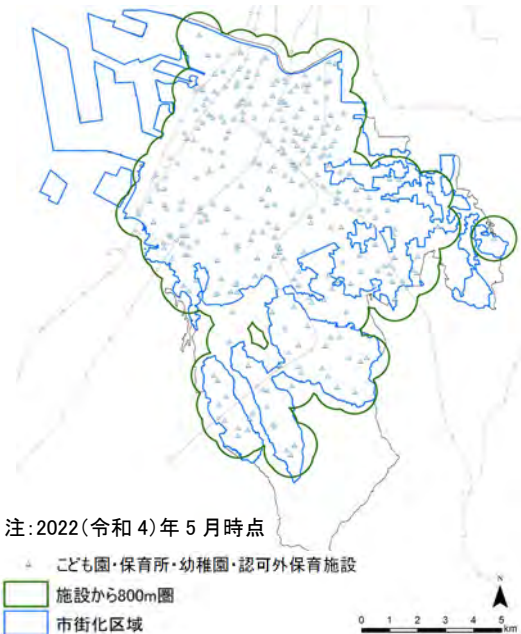 注:2022(令和 4)年 5 月時点
こども園・保育所・幼稚園・認可外保育施設
施設から800m圏
市街化区域
N
0 1 2 3 4 5
km